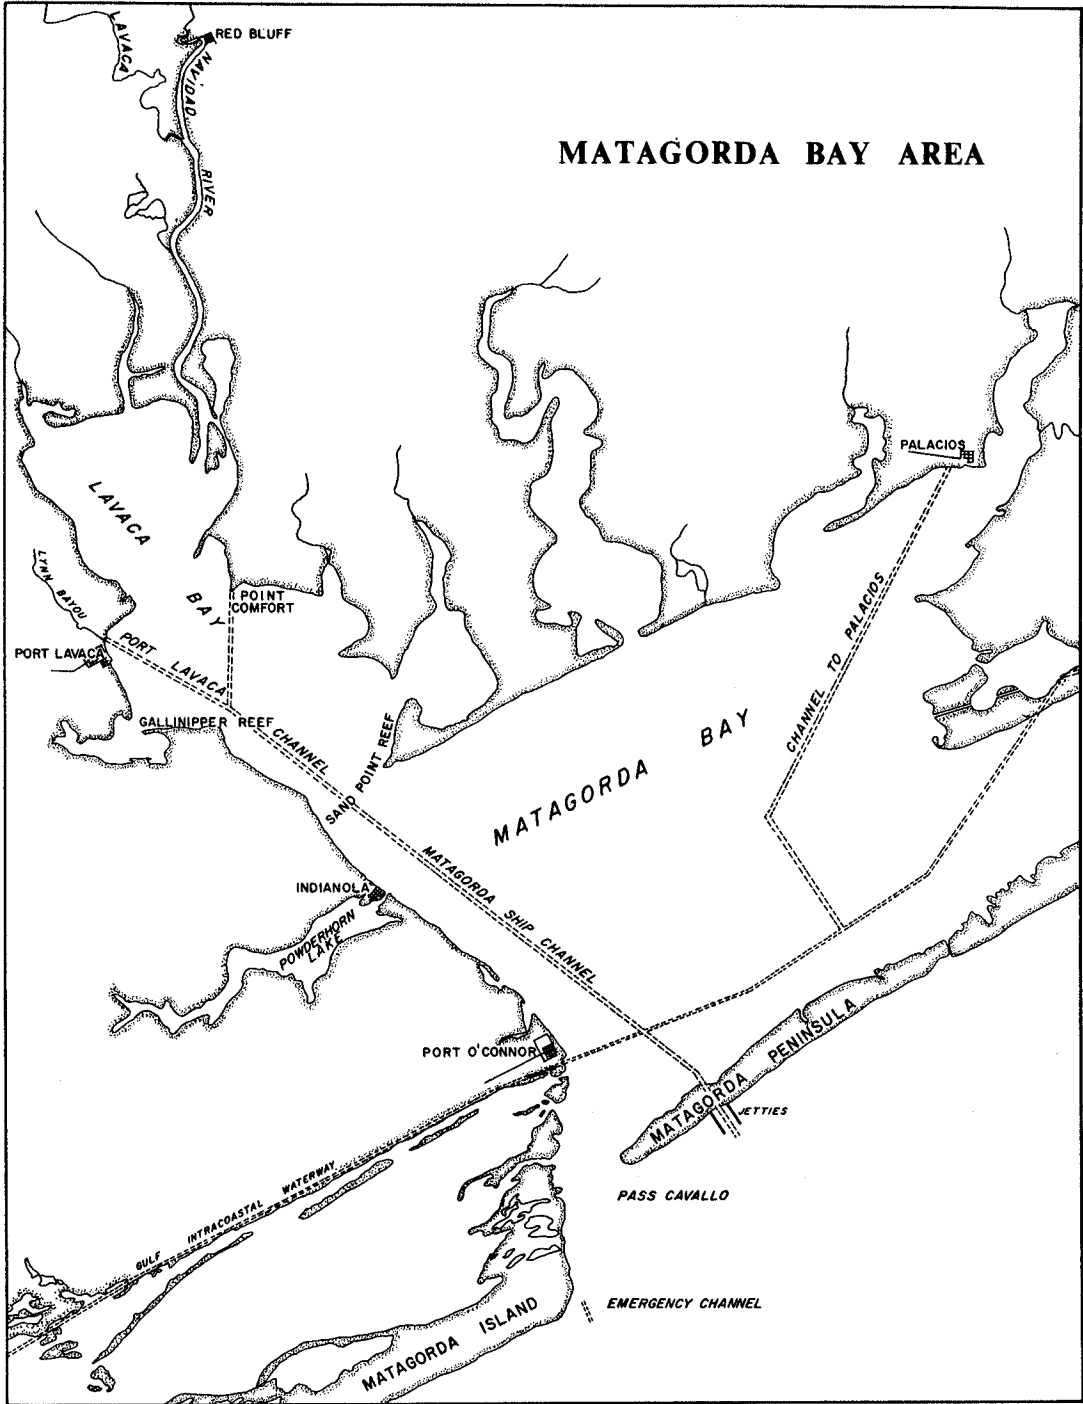 LAVACA
RED BLUFF
NAVIDAD
RIVER
MATAGORDA BAY AREA
PALACIOS
LAVACA
BAY
LYNN BAYOU
POINT
COMFORT
PORT LAVACA
PORT LAVACA CHANNEL
GALLINIPPER REEF
SAND POINT REEF
CHANNEL TO PALACIOS
MATAGORDA BAY
MATAGORDA SHIP CHANNEL
INDIANOLA
POWDERHORN
LAKE
PORT O'CONNOR
MATAGORDA PENINSULA
JETTIES
PASS CAVALLO
GULF INTRACOASTAL WATERWAY
EMERGENCY CHANNEL
MATAGORDA ISLAND